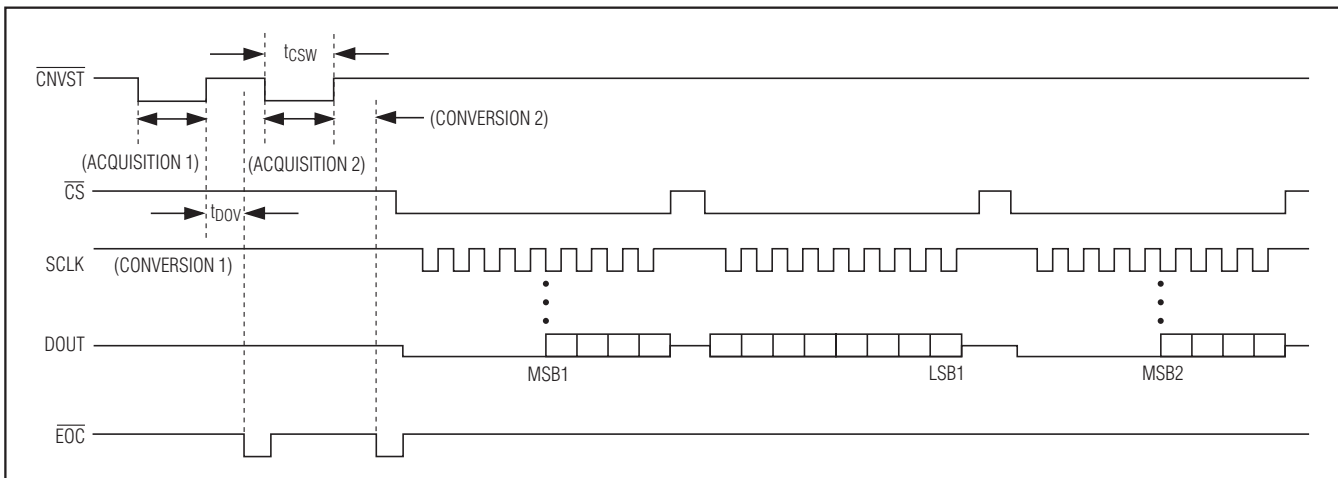 tCSW
CNVST
(CONVERSION 2)
(ACQUISITION 1)
(ACQUISITION 2)
CS
tDOV
SCLK
(CONVERSION 1)
DOUT
MSB1
LSB1
MSB2
EOC